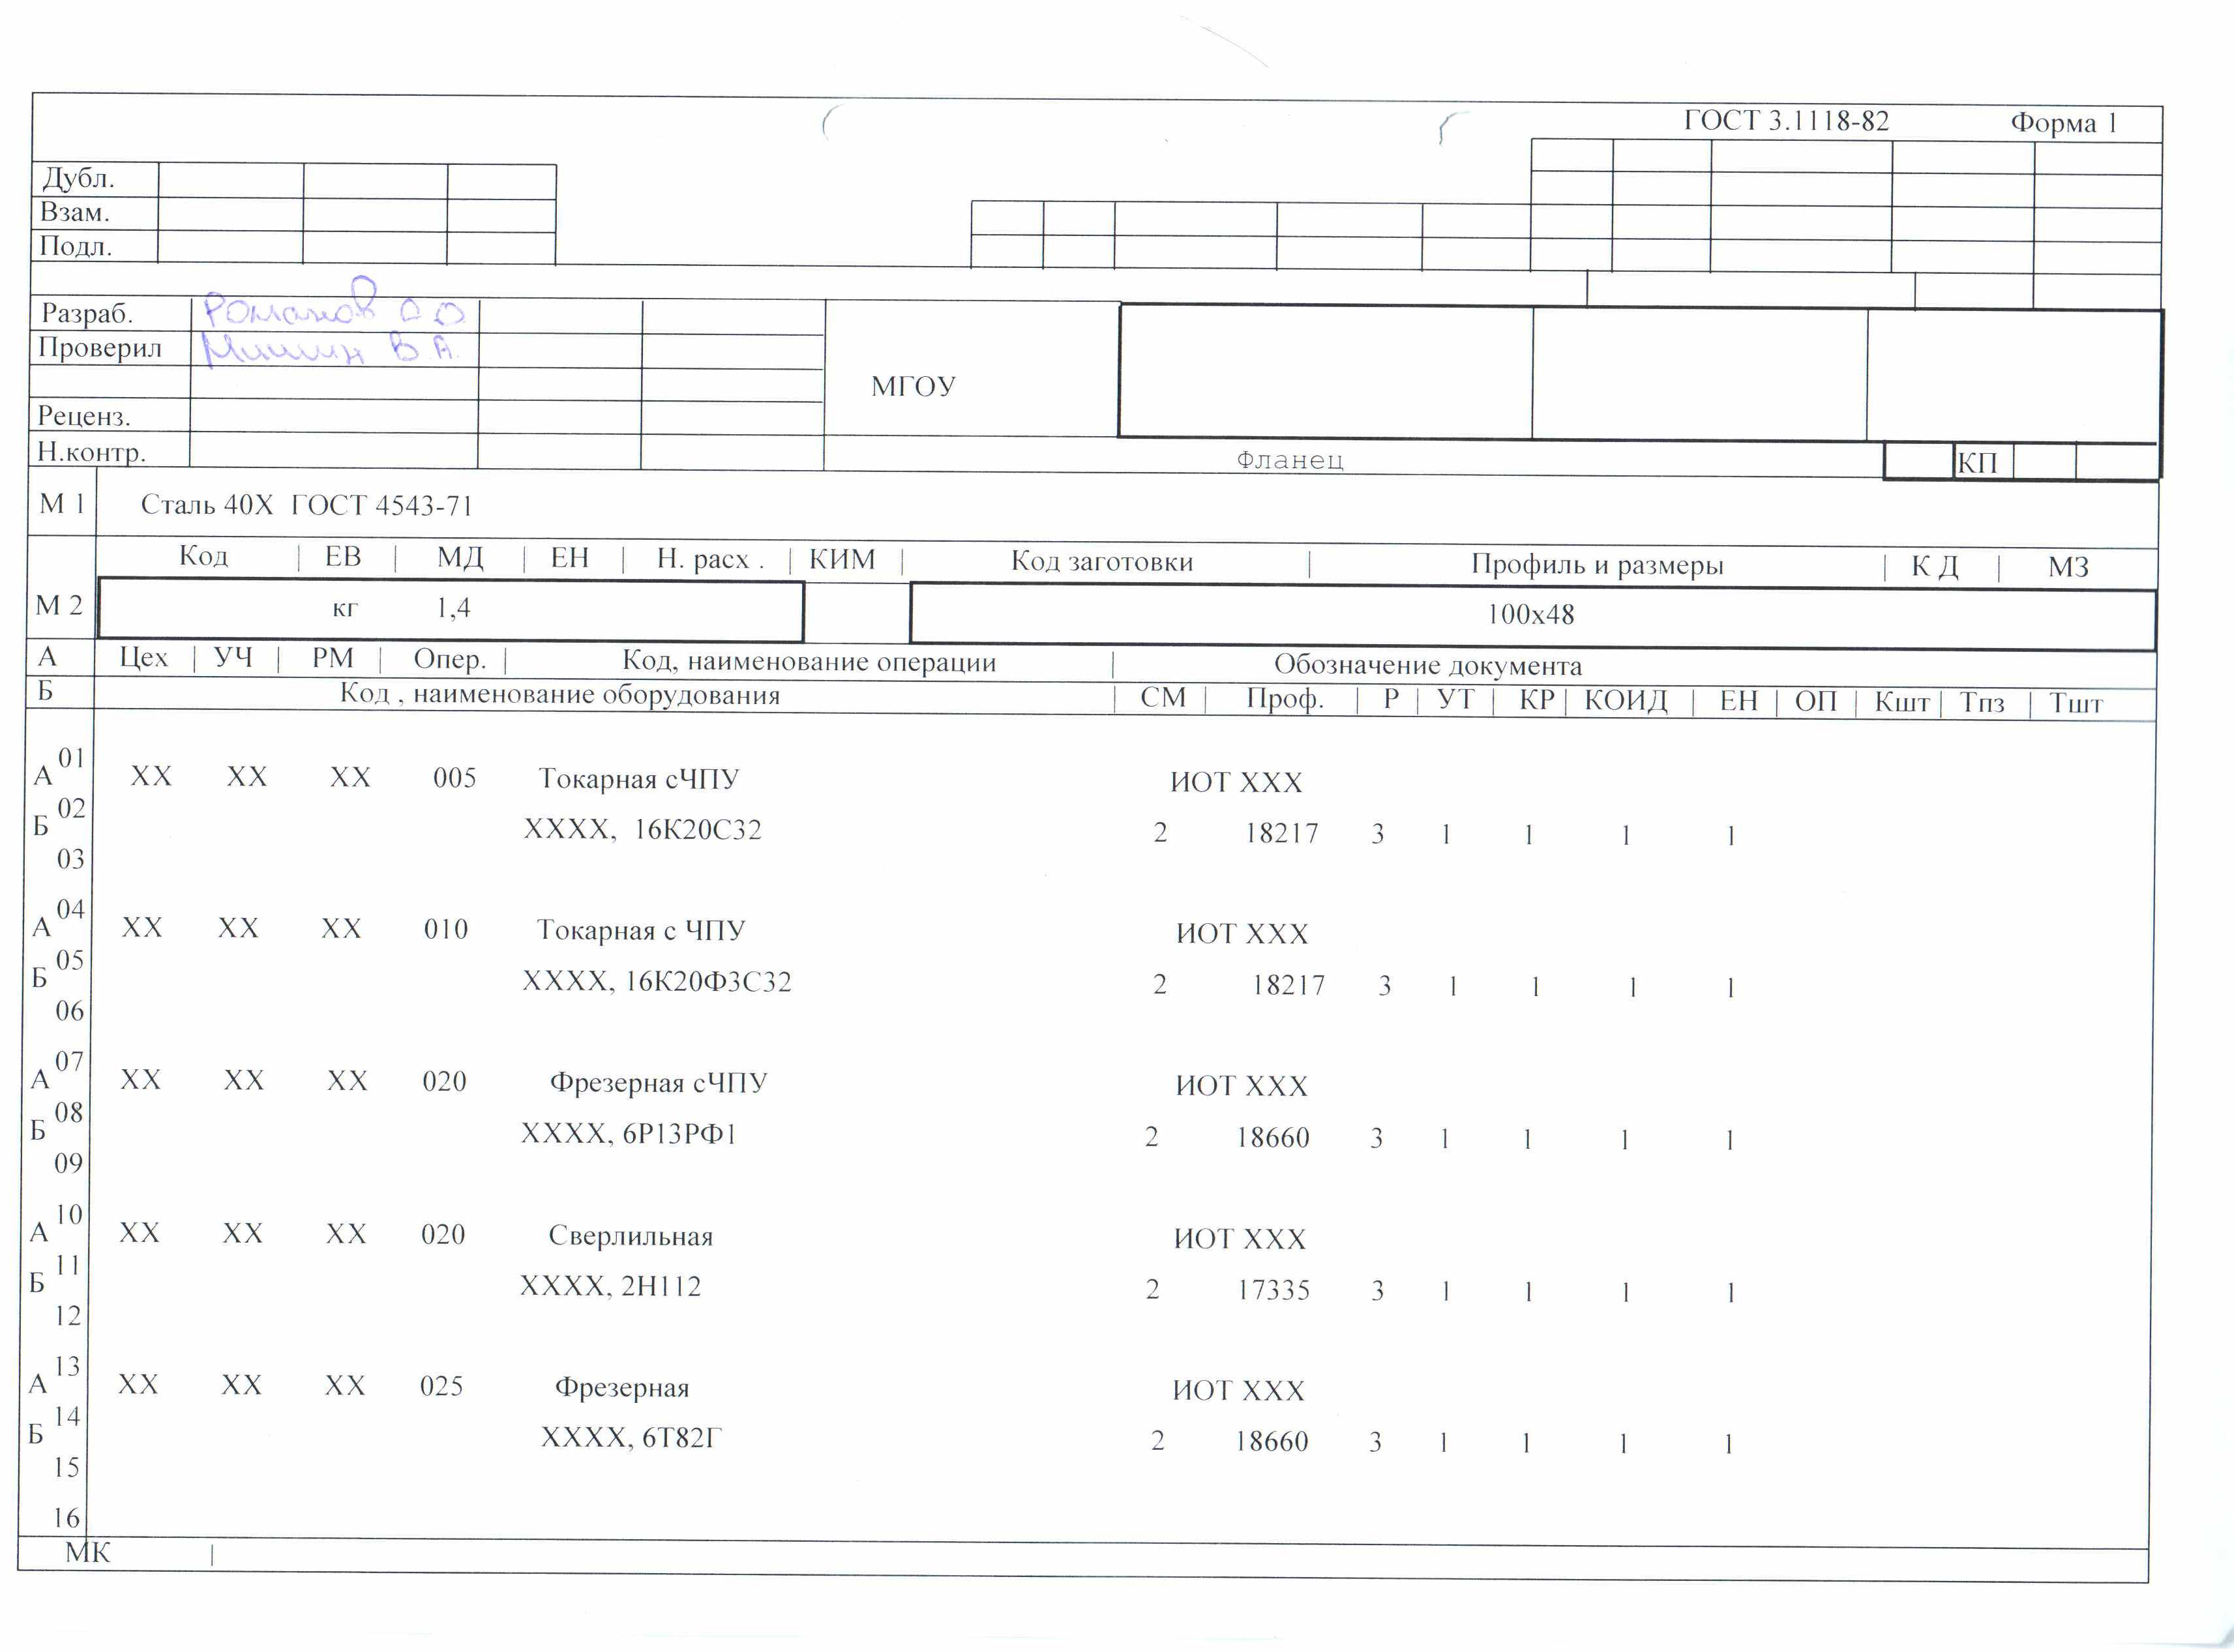 ГОСТ 3.1118-82 Форма 1
Дубл.
Взам.
Подл.
Разраб. Романов О О
Проверил Мишин В А.
МГОУ
Реценз.
Н.контр. Фланец КП
М 1 Сталь 40Х ГОСТ 4543-71
Код | ЕВ | МД | ЕН | Н. расх . | КИМ | Код заготовки | Профиль и размеры | К Д | МЗ
М 2 кг 1,4 100х48
А Цех | УЧ | РМ | Опер. | Код, наименование операции | Обозначение документа
Б Код , наименование оборудования | СМ | Проф. | Р | УТ | КР | КОИД | ЕН | ОП | Кшт | Тпз | Тшт
А 01 ХХ ХХ ХХ 005 Токарная сЧПУ ИОТ ХХХ
Б 02 ХХХХ, 16К20С32 2 18217 3 1 1 1 1
03
А 04 ХХ ХХ ХХ 010 Токарная с ЧПУ ИОТ ХХХ
Б 05 ХХХХ, 16К20Ф3С32 2 18217 3 1 1 1 1
06
А 07 ХХ ХХ ХХ 020 Фрезерная сЧПУ ИОТ ХХХ
Б 08 ХХХХ, 6Р13РФ1 2 18660 3 1 1 1 1
09
А 10 ХХ ХХ ХХ 020 Сверлильная ИОТ ХХХ
Б 11 ХХХХ, 2Н112 2 17335 3 1 1 1 1
12
А 13 ХХ ХХ ХХ 025 Фрезерная ИОТ ХХХ
Б 14 ХХХХ, 6Т82Г 2 18660 3 1 1 1 1
15
16
МК |